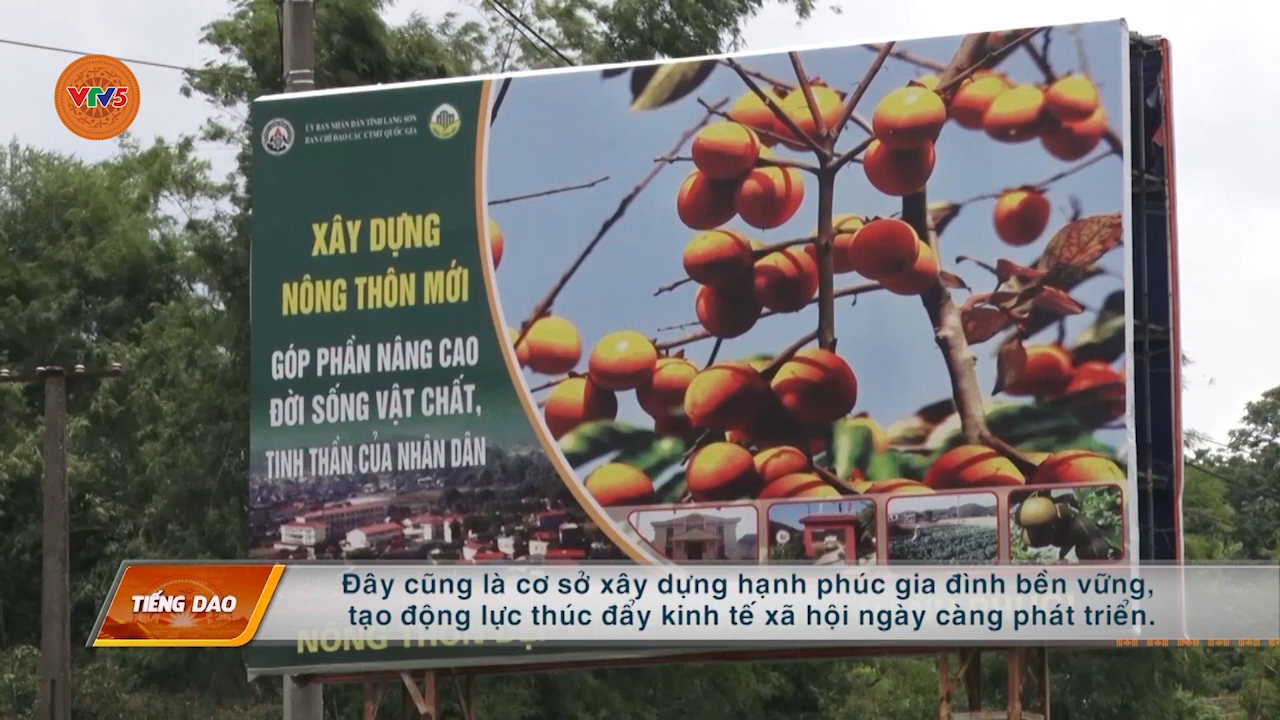 VTV5
ỦY BAN NHÂN DÂN TỈNH LẠNG SƠN
BAN CHỈ ĐẠO CÁC CTMT QUỐC GIA
XÂY DỰNG
NÔNG THÔN MỚI
GÓP PHẦN NÂNG CAO
ĐỜI SỐNG VẬT CHẤT,
TINH THẦN CỦA NHÂN DÂN
TIẾNG DAO
Đây cũng là cơ sở xây dựng hạnh phúc gia đình bền vững,
tạo động lực thúc đẩy kinh tế xã hội ngày càng phát triển.
NÔNG THÔN